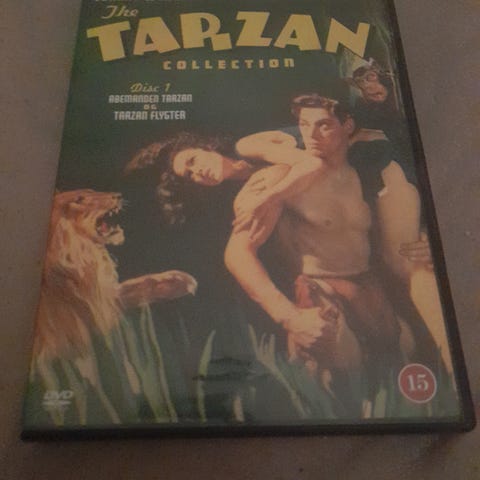 The
TARZAN
COLLECTION
Disc 1
ABEMANDEN TARZAN
OG
TARZAN FLYGTER
DVD
15